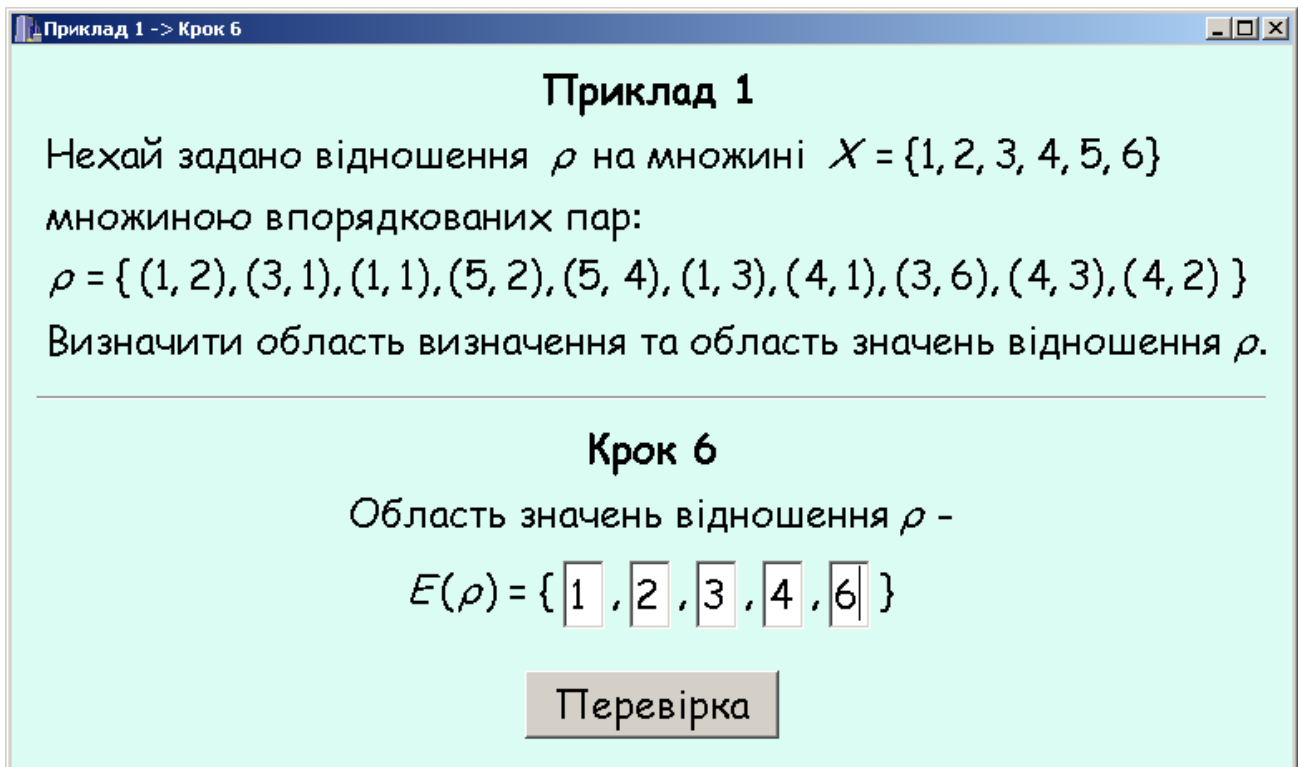 Приклад 1 -> Крок 6
Приклад 1
Нехай задано відношення ρ на множині X = {1, 2, 3, 4, 5, 6}
множиною впорядкованих пар:
ρ = { (1, 2), (3, 1), (1, 1), (5, 2), (5, 4), (1, 3), (4, 1), (3, 6), (4, 3), (4, 2) }
Визначити область визначення та область значень відношення ρ.
Крок 6
Область значень відношення ρ –
E(ρ) = { 1 , 2 , 3 , 4 , 6 }
Перевірка